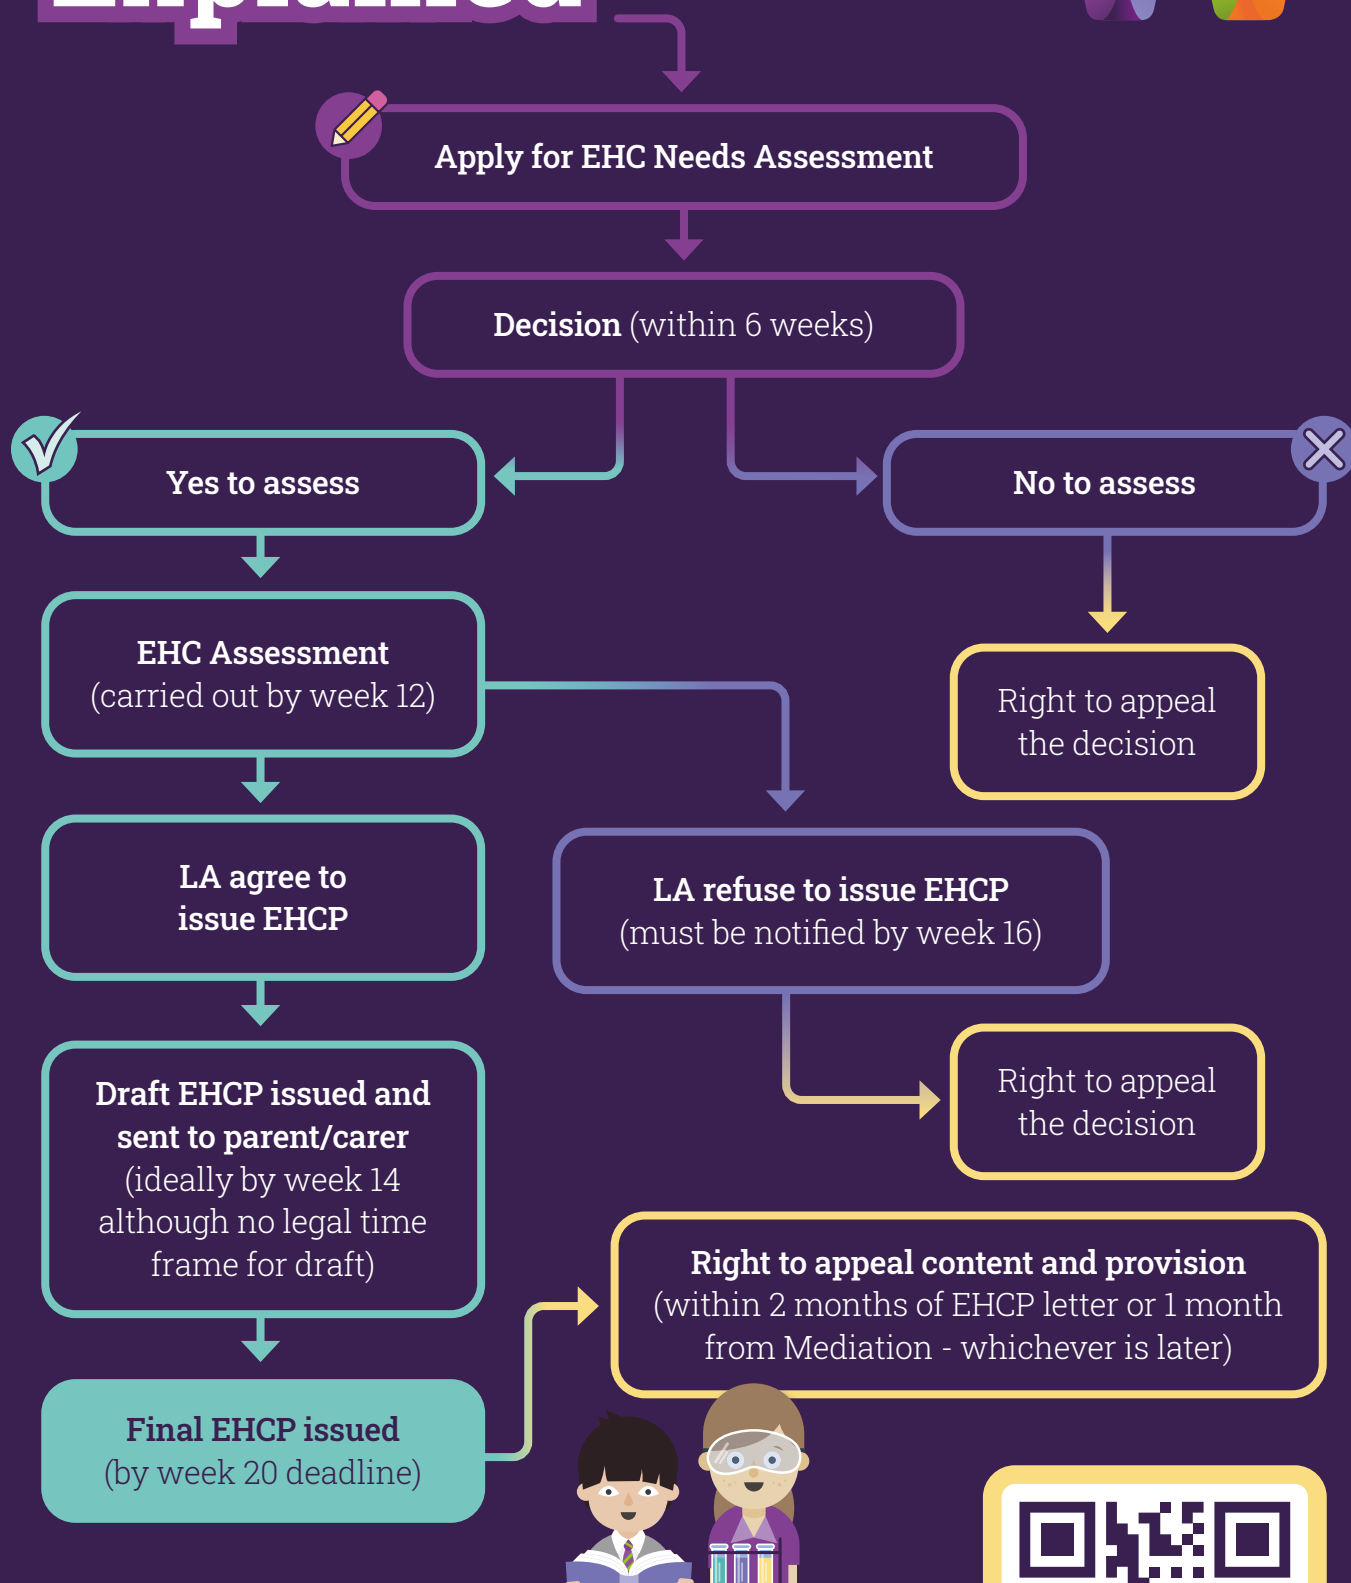 Explained
Apply for EHC Needs Assessment
Decision (within 6 weeks)
Yes to assess
No to assess
EHC Assessment
(carried out by week 12)
Right to appeal
the decision
LA agree to
issue EHCP
LA refuse to issue EHCP
(must be notified by week 16)
Draft EHCP issued and
sent to parent/carer
(ideally by week 14
although no legal time
frame for draft)
Right to appeal
the decision
Right to appeal content and provision
(within 2 months of EHCP letter or 1 month
from Mediation - whichever is later)
Final EHCP issued
(by week 20 deadline)